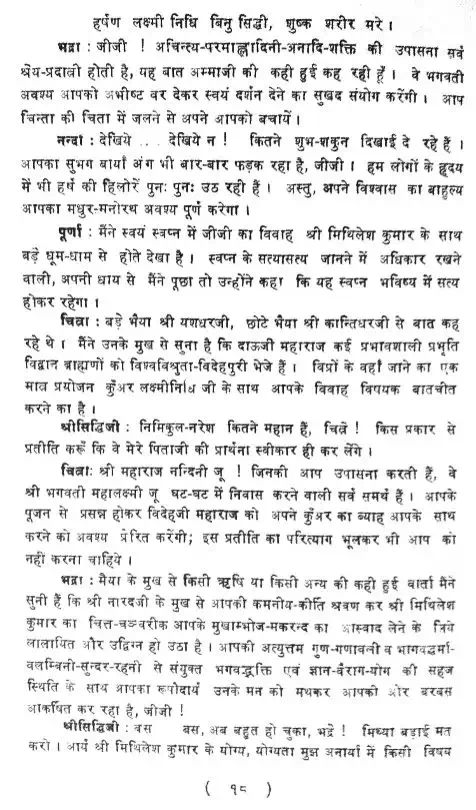 हर्षण लक्ष्मी निधि बिनु सिद्धी, शुष्क शरीर मरे ।
भद्रा : जीजी ! अचिन्त्य-परमाह्लादिनी-अनादि-शक्ति की उपासना सर्व
श्रेय-प्रदात्री होती है, यह बात अम्माजी की कही हुई कह रही हूँ । वे भगवती
अवश्य आपको अभीष्ट वर देकर स्वयं दर्शन देने का सुखद संयोग करेंगी । आप
चिन्ता की चिता में जलने से अपने आपको बचायें ।
नन्दा : देखिये ... देखिये न ! कितने शुभ-शकुन दिखाई दे रहे हैं ।
आपका सुभग बायाँ अंग भी बार-बार फड़क रहा है, जीजी । हम लोगों के हृदय
में भी हर्ष की हिलोरें पुनः पुनः उठ रही हैं । अस्तु, अपने विश्वास का बाहुल्य
आपका मधुर-मनोरथ अवश्य पूर्ण करेगा ।
पूर्णा : मैंने स्वयं स्वप्न में जीजी का विवाह श्री मिथिलेश कुमार के साथ
बड़े धूम-धाम से होते देखा है । स्वप्न के सत्यासत्य जानने में अधिकार रखने
वाली, अपनी धाय से मैंने पूछा तो उन्होंने कहा कि यह स्वप्न भविष्य में सत्य
होकर रहेगा ।
चित्रा : बड़े भैया श्री यशधरजी, छोटे भैया श्री कान्तिधरजी से बात कह
रहे थे । मैंने उनके मुख से सुना है कि दाऊजी महाराज कई प्रभावशाली प्रभृति
विद्वान ब्राह्मणों को विश्वविश्रुता-विदेहपुरी भेजे हैं । विप्रों के वहाँ जाने का एक
मात्र प्रयोजन कुँअर लक्ष्मीनिधि जी के साथ आपके विवाह विषयक बातचीत
करने का है ।
श्रीसिद्धिजी : निमिकुल-नरेश कितने महान हैं, चित्रे ! किस प्रकार से
प्रतीति करूँ कि वे मेरे पिताजी की प्रार्थना स्वीकार ही कर लेंगे ।
चित्राः श्री महाराज नन्दिनी जू ! जिनकी आप उपासना करती हैं, वे
श्री भगवती महालक्ष्मी जू घट-घट में निवास करने वाली सर्व समर्थ हैं । आपके
पूजन से प्रसन्न होकर विदेहजी महाराज को अपने कुँअर का ब्याह आपके साथ
करने को अवश्य प्रेरित करेंगी; इस प्रतीति का परित्याग भूलकर भी आप को
नहीं करना चाहिये ।
भद्रा: मैया के मुख से किसी ऋषि या किसी अन्य की कही हुई वार्ता मैंने
सुनी हैं कि श्री नारदजी के मुख से आपकी कमनीय-कीर्ति श्रवण कर श्री मिथिलेश
कुमार का चित्त-चञ्चरीक आपके मुखाम्भोज-मकरन्द का आस्वाद लेने के लिये
लालायित और उद्विग्न हो उठा है । आपकी अत्युत्तम गुण-गणावली व भागवद्धर्मा-
वलम्बिनी-सुन्दर-रहनी से संयुक्त भगवद्भक्ति एवं ज्ञान-वैराग-योग की सहज
स्थिति के साथ आपका रूपोदार्य उनके मन को मथकर आपकी ओर बरबस
आकर्षित कर रहा है, जीजी !
श्रीसिद्धिजी : बस बस, अब बहुत हो चुका, भद्रे ! मिथ्या बड़ाई मत
करो । आर्य श्री मिथिलेश कुमार के योग्य, योग्यता मुझ अनार्या में किसी विषय
( १८ )